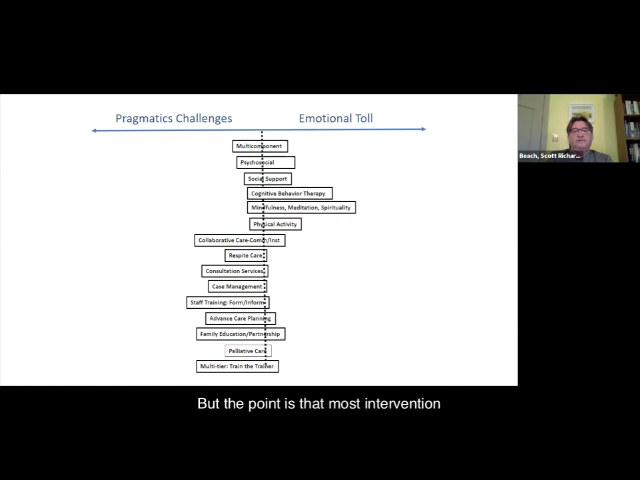 Pragmatics Challenges
Emotional Toll
Multicomponent
Psychosocial
Social Support
Cognitive Behavior Therapy
Mindfulness, Meditation, Spirituality
Physical Activity
Collaborative Care-Comm/Inst
Respite Care
Consultation Services
Case Management
Staff Training: Form/Inform
Advance Care Planning
Family Education/Partnership
Palliative Care
Multi-tier: Train the Trainer
Beach, Scott Richar...
But the point is that most intervention